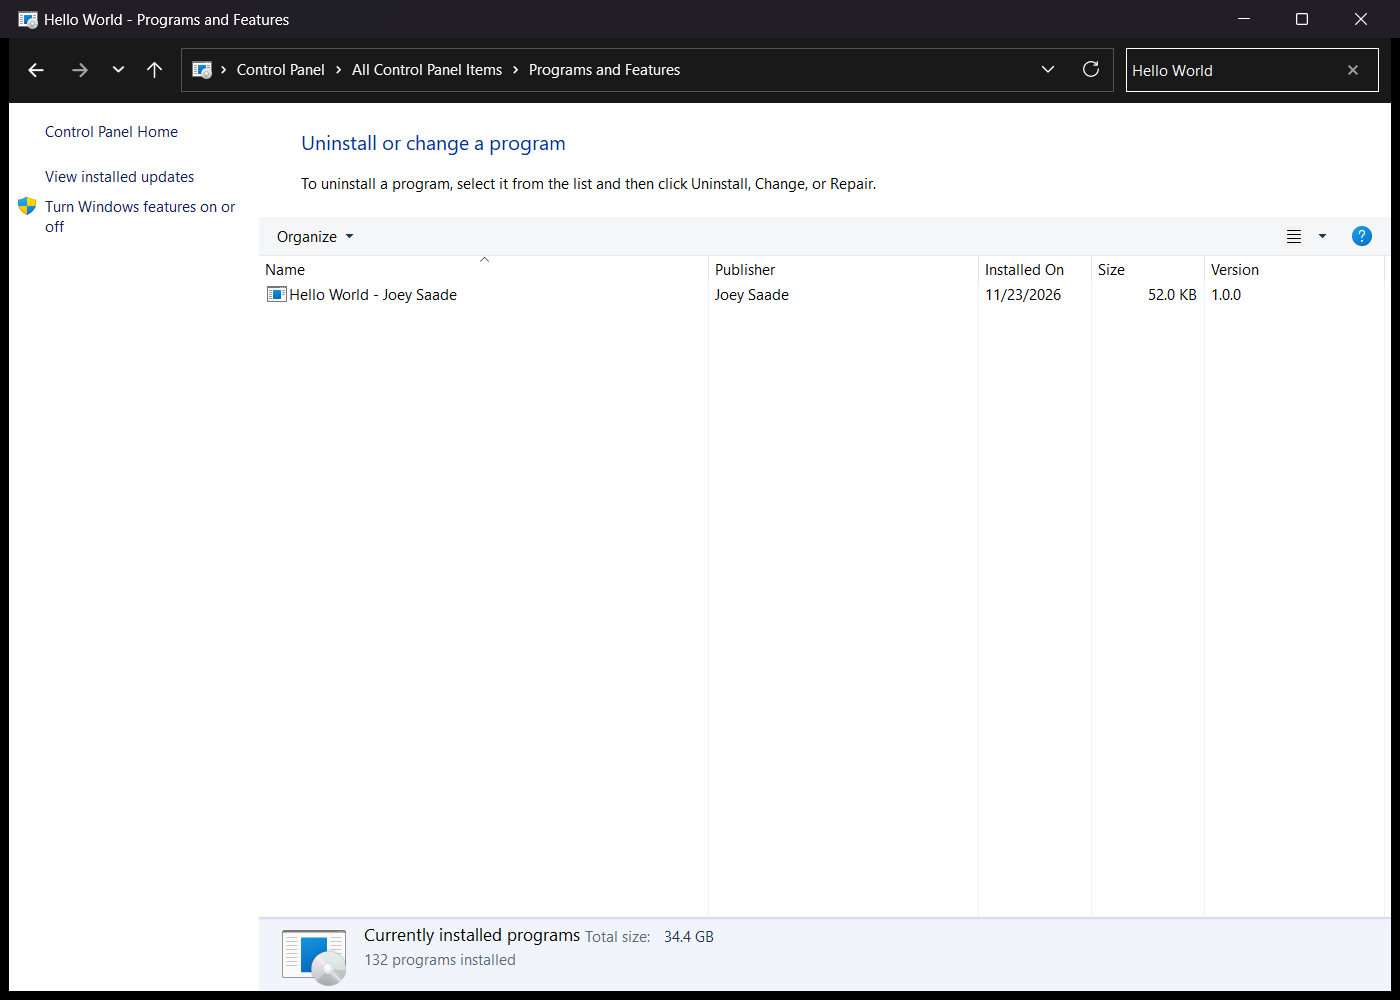 Hello World - Programs and Features
Control Panel > All Control Panel Items > Programs and Features
Hello World
Control Panel Home
View installed updates
Turn Windows features on or
off
Uninstall or change a program
To uninstall a program, select it from the list and then click Uninstall, Change, or Repair.
Organize
Name Publisher Installed On Size Version
Hello World - Joey Saade Joey Saade 11/23/2026 52.0 KB 1.0.0
Currently installed programs Total size: 34.4 GB
132 programs installed